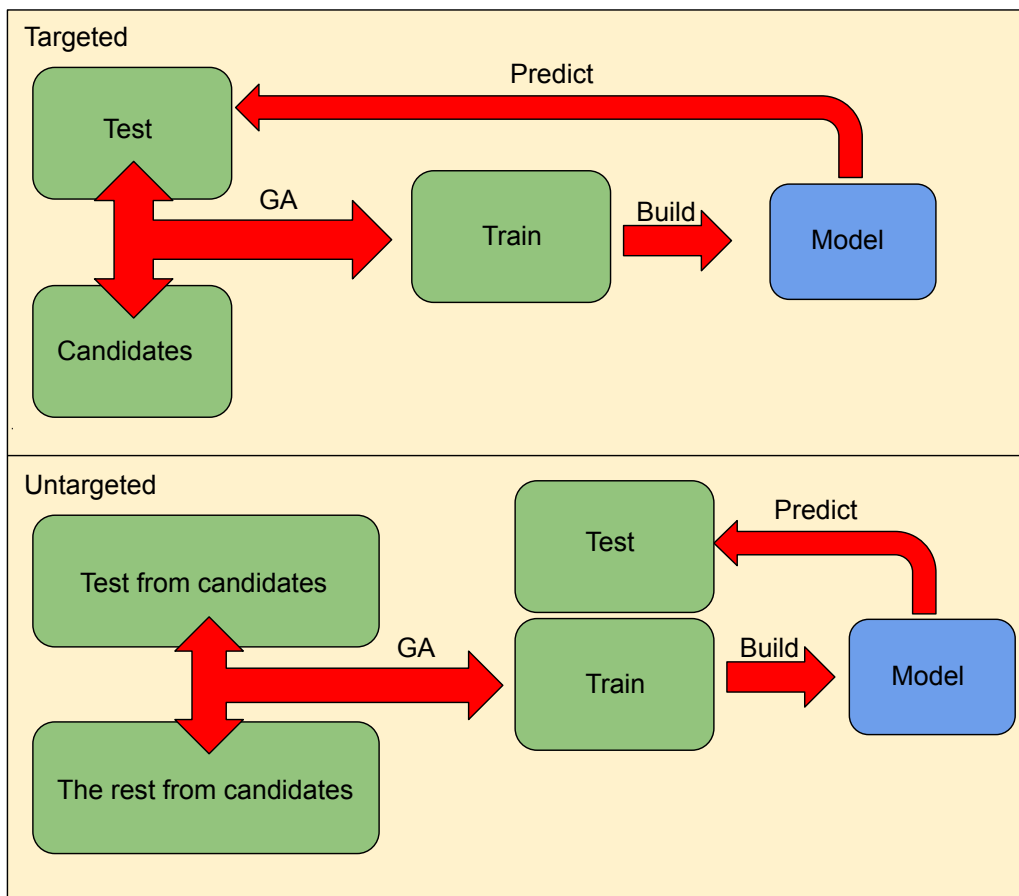 Targeted
Predict
Test
GA
Train
Build
Model
Candidates
Untargeted
Predict
Test
Test from candidates
GA
Build
Train
Model
The rest from candidates